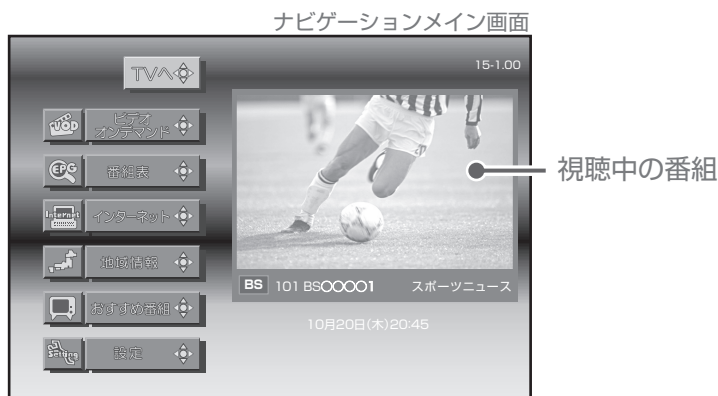 ナビゲーションメイン画面
15-1.00
TVへ
VOD
ビデオ
オンデマンド
EPG
番組表
Internet
インターネット
地域情報
おすすめ番組
Setting
設定
視聴中の番組
BS 101 BS○○○○1 スポーツニュース
10月20日(木)20:45